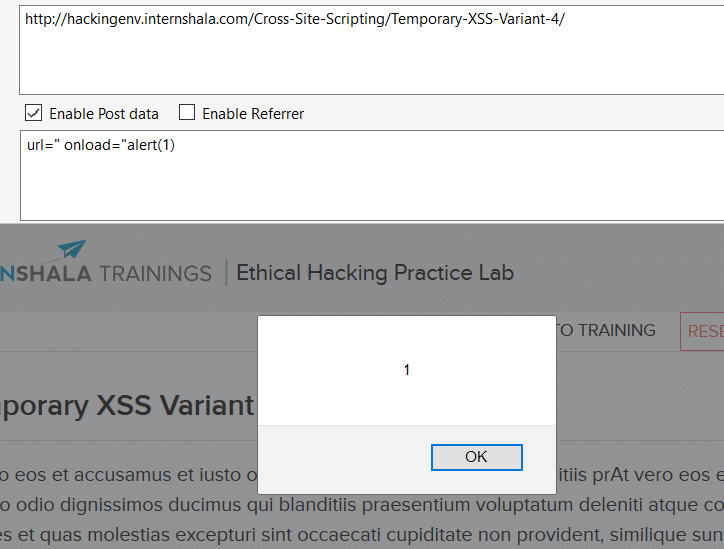 http://hackingenv.internshala.com/Cross-Site-Scripting/Temporary-XSS-Variant-4/
Enable Post data Enable Referrer
url=" onload="alert(1)
NSHALA TRAININGS Ethical Hacking Practice Lab
TO TRAINING RESE
porary XSS Variant
1
OK
o eos et accusamus et iusto o itiis prAt vero eos e
o odio dignissimos ducimus qui blanditiis praesentium voluptatum deleniti atque co
es et quas molestias excepturi sint occaecati cupiditate non provident, similique sun